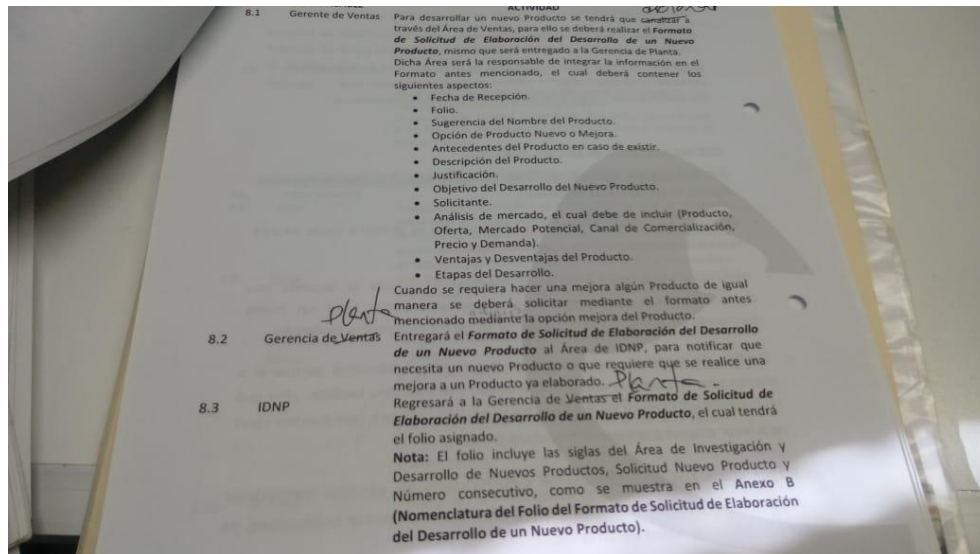 ACTIVIDAD
8.1 Gerente de Ventas Para desarrollar un nuevo Producto se tendrá que canalizar a
través del Área de Ventas, para ello se deberá realizar el Formato
de Solicitud de Elaboración del Desarrollo de un Nuevo
Producto, mismo que será entregado a la Gerencia de Planta.
Dicha Área será la responsable de integrar la información en el
Formato antes mencionado, el cual deberá contener los
siguientes aspectos:
• Fecha de Recepción.
• Folio.
• Sugerencia del Nombre del Producto.
• Opción de Producto Nuevo o Mejora.
• Antecedentes del Producto en caso de existir.
• Descripción del Producto.
• Justificación.
• Objetivo del Desarrollo del Nuevo Producto.
• Solicitante.
• Análisis de mercado, el cual debe de incluir (Producto,
Oferta, Mercado Potencial, Canal de Comercialización,
Precio y Demanda).
• Ventajas y Desventajas del Producto.
• Etapas del Desarrollo.
Cuando se requiera hacer una mejora algún Producto de igual
manera se deberá solicitar mediante el formato antes
Planta
mencionado mediante la opción mejora del Producto.
8.2 Gerencia de Ventas Entregará el Formato de Solicitud de Elaboración del Desarrollo
de un Nuevo Producto al Área de IDNP, para notificar que
necesita un nuevo Producto o que requiere que se realice una
mejora a un Producto ya elaborado. Planta
8.3 IDNP Regresará a la Gerencia de Ventas el Formato de Solicitud de
Elaboración del Desarrollo de un Nuevo Producto, el cual tendrá
el folio asignado.
Nota: El folio incluye las siglas del Área de Investigación y
Desarrollo de Nuevos Productos, Solicitud Nuevo Producto y
Número consecutivo, como se muestra en el Anexo B
(Nomenclatura del Folio del Formato de Solicitud de Elaboración
del Desarrollo de un Nuevo Producto).